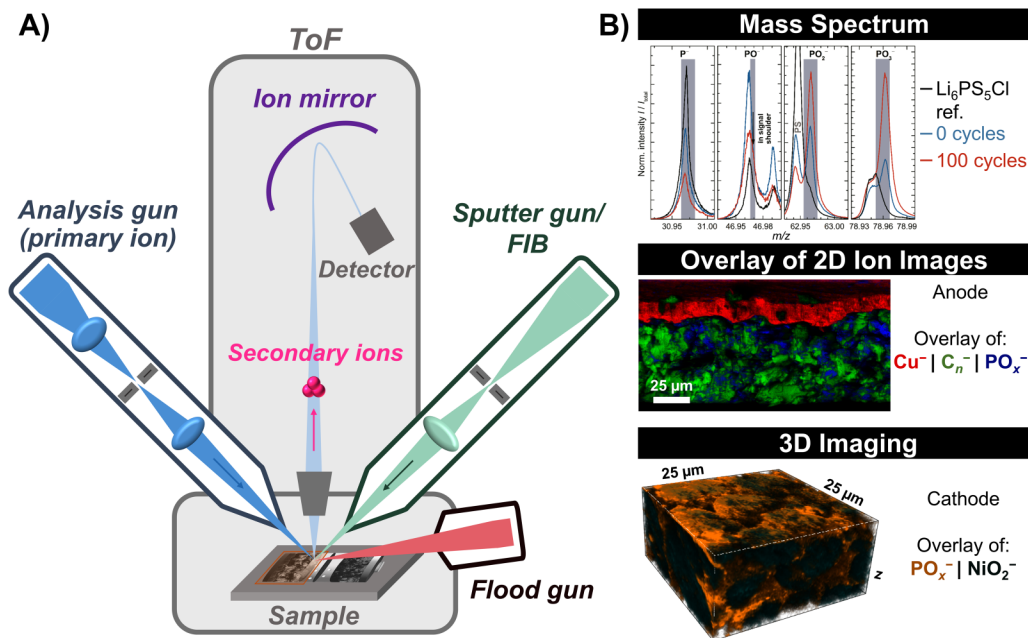 A)
ToF
Ion mirror
Analysis gun
(primary ion)
Sputter gun/
FIB
Detector
Secondary ions
Flood gun
Sample
B)
Mass Spectrum
P⁻
PO⁻
PO₂⁻
PO₃⁻
Norm. intensity I / I_total
in signal
shoulder
PS
Li₆PS₅Cl
ref.
0 cycles
100 cycles
30.95 31.00 46.95 46.98 62.95 63.00 78.93 78.96 78.99
m/z
Overlay of 2D Ion Images
Anode
Overlay of:
Cu⁻ | Cₙ⁻ | POₓ⁻
25 µm
3D Imaging
25 µm
25 µm
z
Cathode
Overlay of:
POₓ⁻ | NiO₂⁻